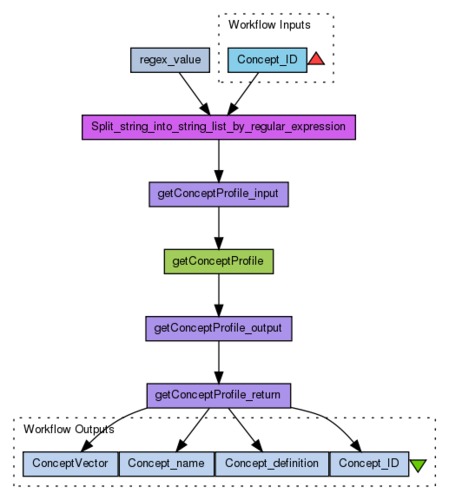 Workflow Inputs
regex_value
Concept_ID
Split_string_into_string_list_by_regular_expression
getConceptProfile_input
getConceptProfile
getConceptProfile_output
getConceptProfile_return
Workflow Outputs
ConceptVector
Concept_name
Concept_definition
Concept_ID